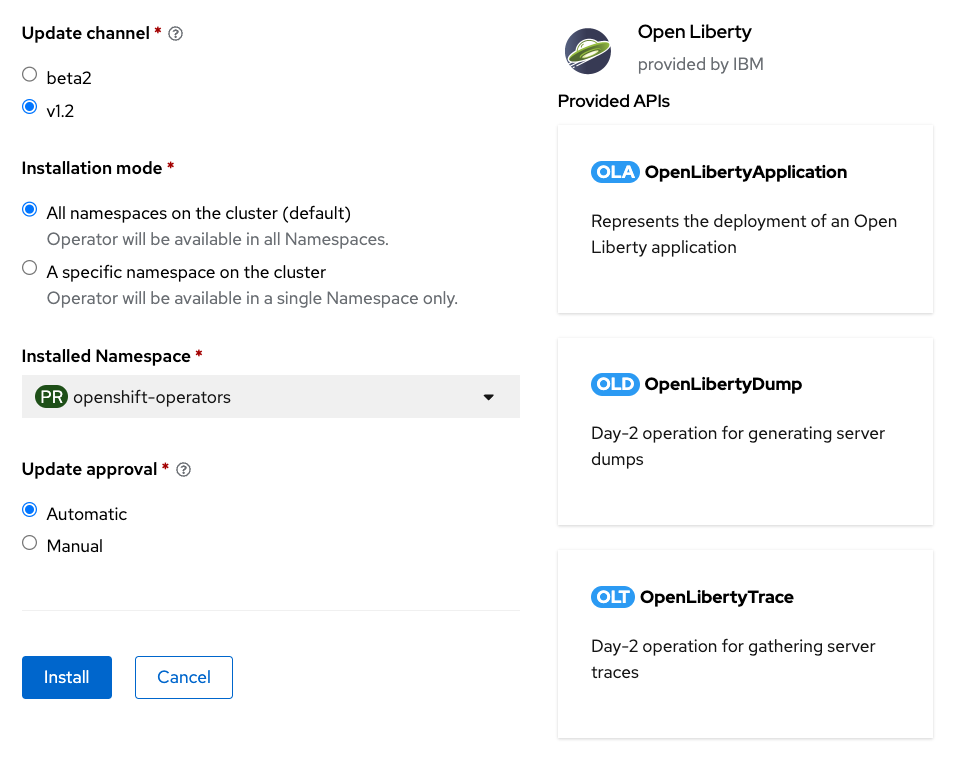 Update channel *
beta2
v1.2
Installation mode *
All namespaces on the cluster (default)
Operator will be available in all Namespaces.
A specific namespace on the cluster
Operator will be available in a single Namespace only.
Installed Namespace *
PR openshift-operators
Update approval *
Automatic
Manual
Install Cancel
Open Liberty
provided by IBM
Provided APIs
OLA OpenLibertyApplication
Represents the deployment of an Open
Liberty application
OLD OpenLibertyDump
Day-2 operation for generating server
dumps
OLT OpenLibertyTrace
Day-2 operation for gathering server
traces